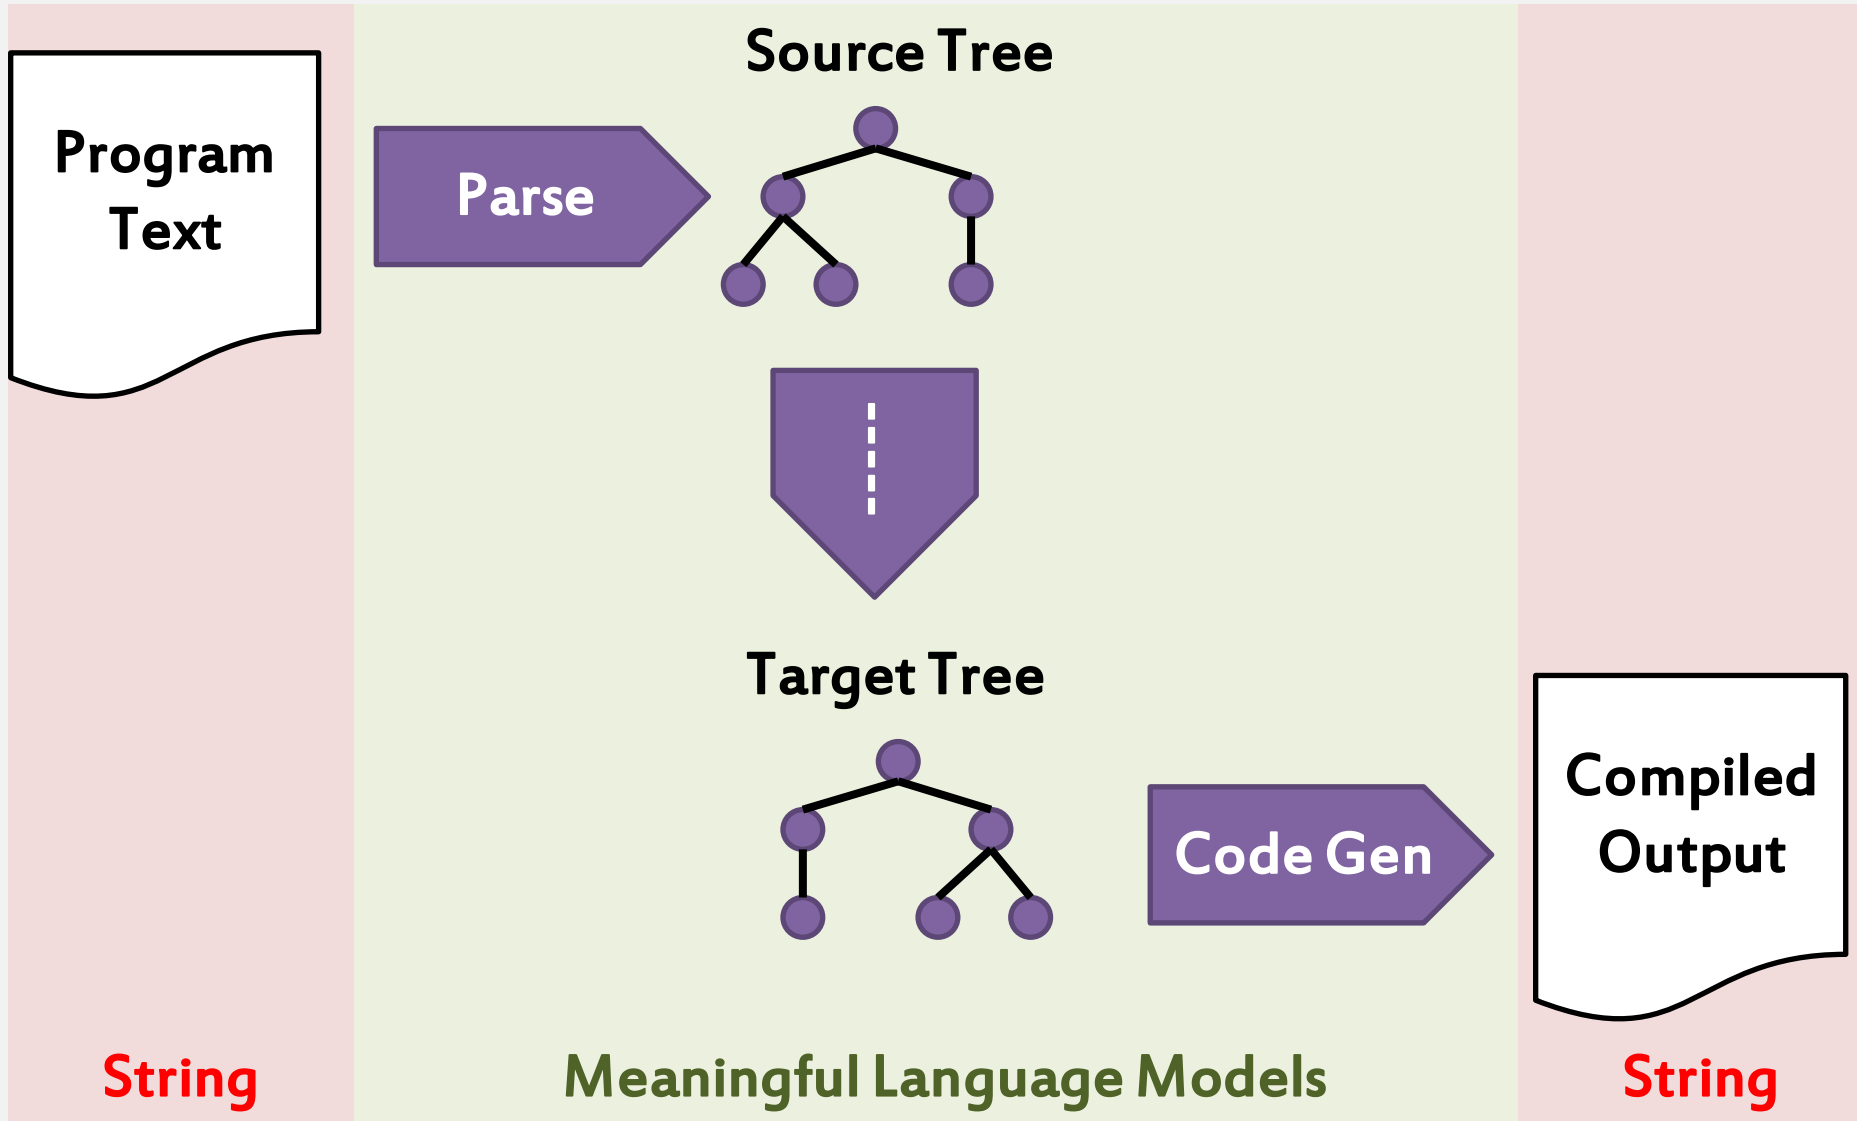 Source Tree
Program
Text
Parse
Target Tree
Code Gen
Compiled
Output
String
Meaningful Language Models
String